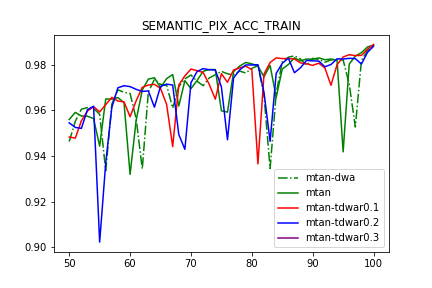 SEMANTIC_PIX_ACC_TRAIN
0.98
0.96
0.94
0.92
0.90
50 60 70 80 90 100
mtan-dwa
mtan
mtan-tdwar0.1
mtan-tdwar0.2
mtan-tdwar0.3